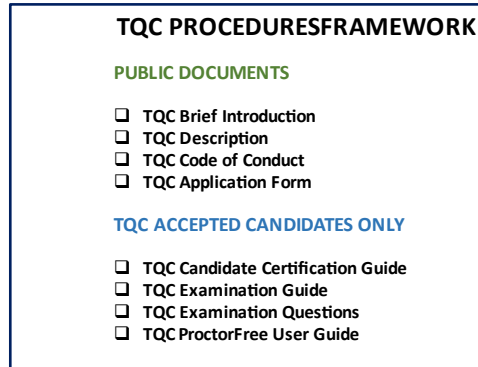 TQC PROCEDURESFRAMEWORK
PUBLIC DOCUMENTS
❑ TQC Brief Introduction
❑ TQC Description
❑ TQC Code of Conduct
❑ TQC Application Form
TQC ACCEPTED CANDIDATES ONLY
❑ TQC Candidate Certification Guide
❑ TQC Examination Guide
❑ TQC Examination Questions
❑ TQC ProctorFree User Guide